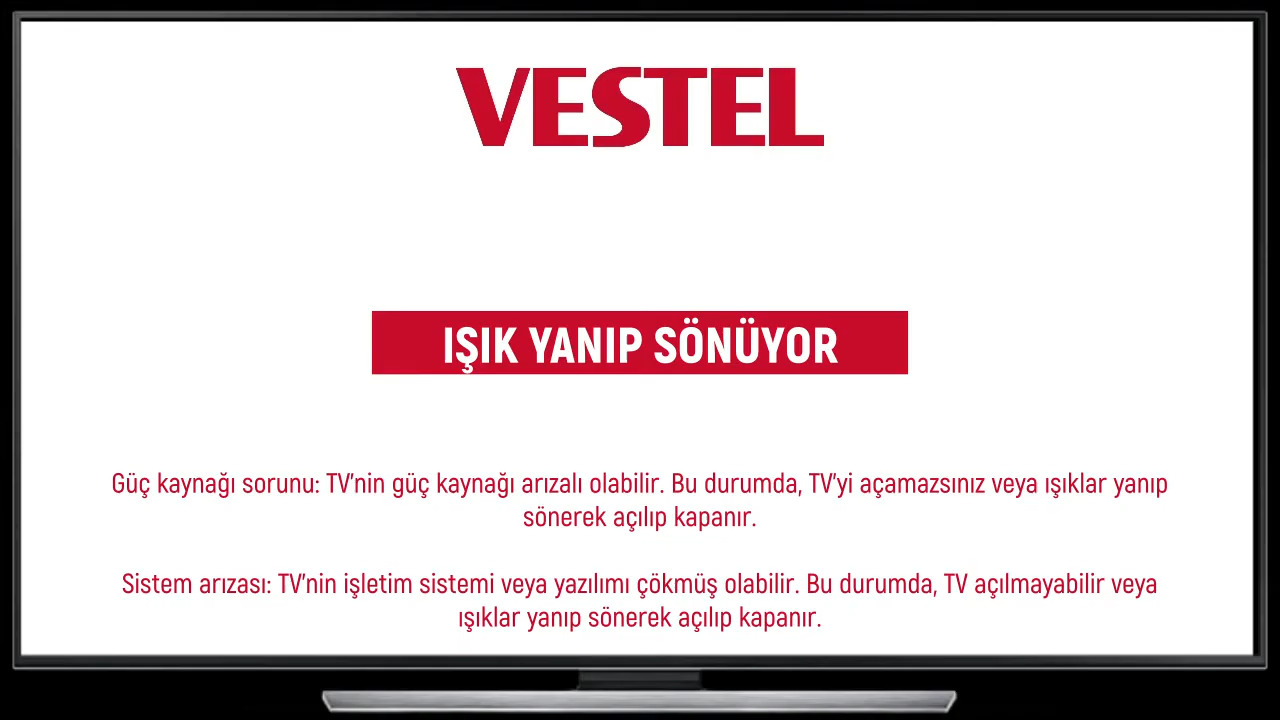 VESTEL
IŞIK YANIP SÖNÜYOR
Güç kaynağı sorunu: TV'nin güç kaynağı arızalı olabilir. Bu durumda, TV'yi açamazsınız veya ışıklar yanıp
sönerek açılıp kapanır.
Sistem arızası: TV'nin işletim sistemi veya yazılımı çökmüş olabilir. Bu durumda, TV açılmayabilir veya
ışıklar yanıp sönerek açılıp kapanır.